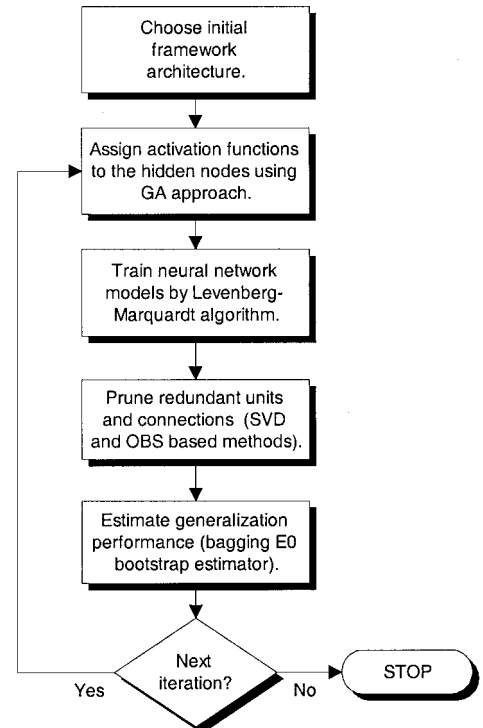 Choose initial
framework
architecture.
Assign activation functions
to the hidden nodes using
GA approach.
Train neural network
models by Levenberg-
Marquardt algorithm.
Prune redundant units
and connections (SVD
and OBS based methods).
Estimate generalization
performance (bagging E0
bootstrap estimator).
Next
iteration?
Yes
No
STOP